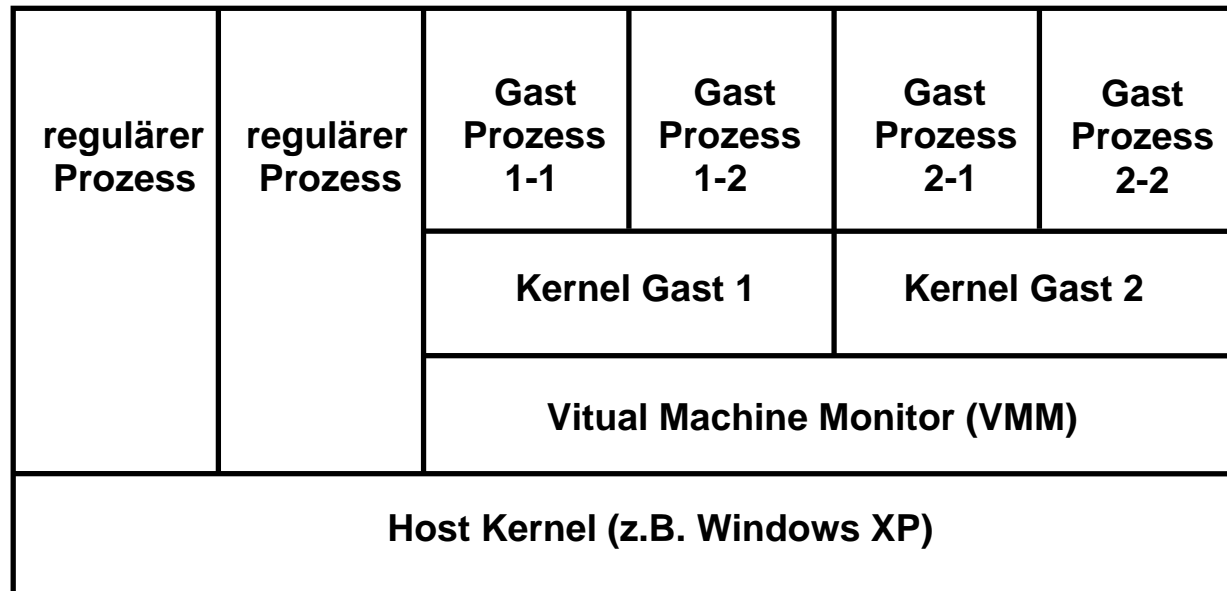 regulärer
Prozess
regulärer
Prozess
Gast
Prozess
1-1
Gast
Prozess
1-2
Gast
Prozess
2-1
Gast
Prozess
2-2
Kernel Gast 1
Kernel Gast 2
Vitual Machine Monitor (VMM)
Host Kernel (z.B. Windows XP)